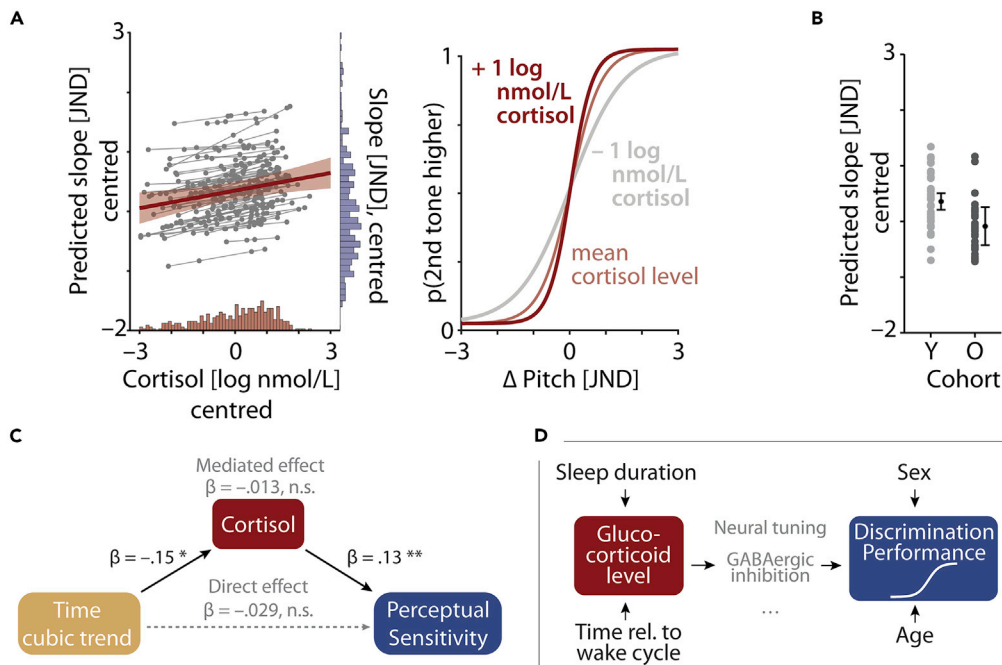 A
3
Predicted slope [JND]
centred
−2
−3
0
3
Cortisol [log nmol/L]
centred
Slope [JND], centred
1
p(2nd tone higher)
0
+ 1 log
nmol/L
cortisol
− 1 log
nmol/L
cortisol
mean
cortisol level
−3
0
3
Δ Pitch [JND]
B
3
Predicted slope [JND]
centred
−2
Y
O
Cohort
C
Mediated effect
β = −.013, n.s.
Cortisol
β = −.15 *
β = .13 **
Direct effect
β = −.029, n.s.
Time
cubic trend
Perceptual
Sensitivity
D
Sleep duration
Sex
Gluco-
corticoid
level
Neural tuning
GABAergic
inhibition
...
Discrimination
Performance
Time rel. to
wake cycle
Age